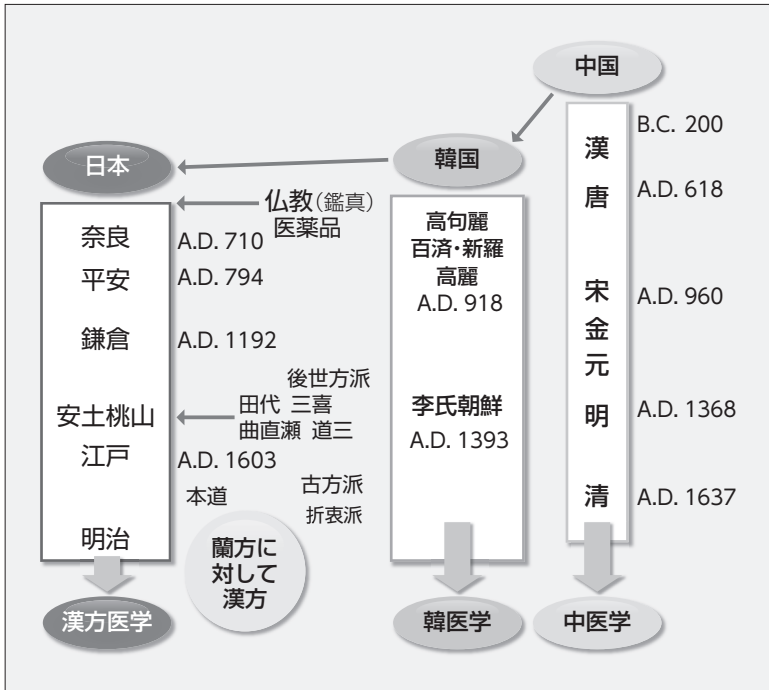 中国
B.C. 200
漢
唐
A.D. 618
宋
A.D. 960
金
元
明
A.D. 1368
清
A.D. 1637
中医学
韓国
高句麗
百済・新羅
高麗
A.D. 918
李氏朝鮮
A.D. 1393
韓医学
日本
仏教(鑑真)
医薬品
奈良
A.D. 710
平安
A.D. 794
鎌倉
A.D. 1192
後世方派
田代 三喜
曲直瀬 道三
安土桃山
江戸
A.D. 1603
本道
古方派
折衷派
明治
蘭方に
対して
漢方
漢方医学